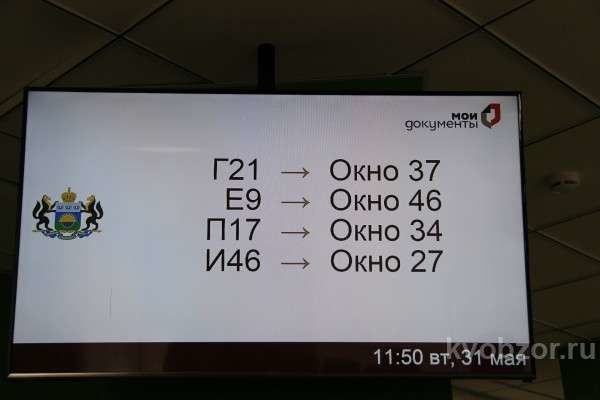 мои
документы
Г21 → Окно 37
Е9 → Окно 46
П17 → Окно 34
И46 → Окно 27
11:50 вт, 31 мая
kvobzor.ru